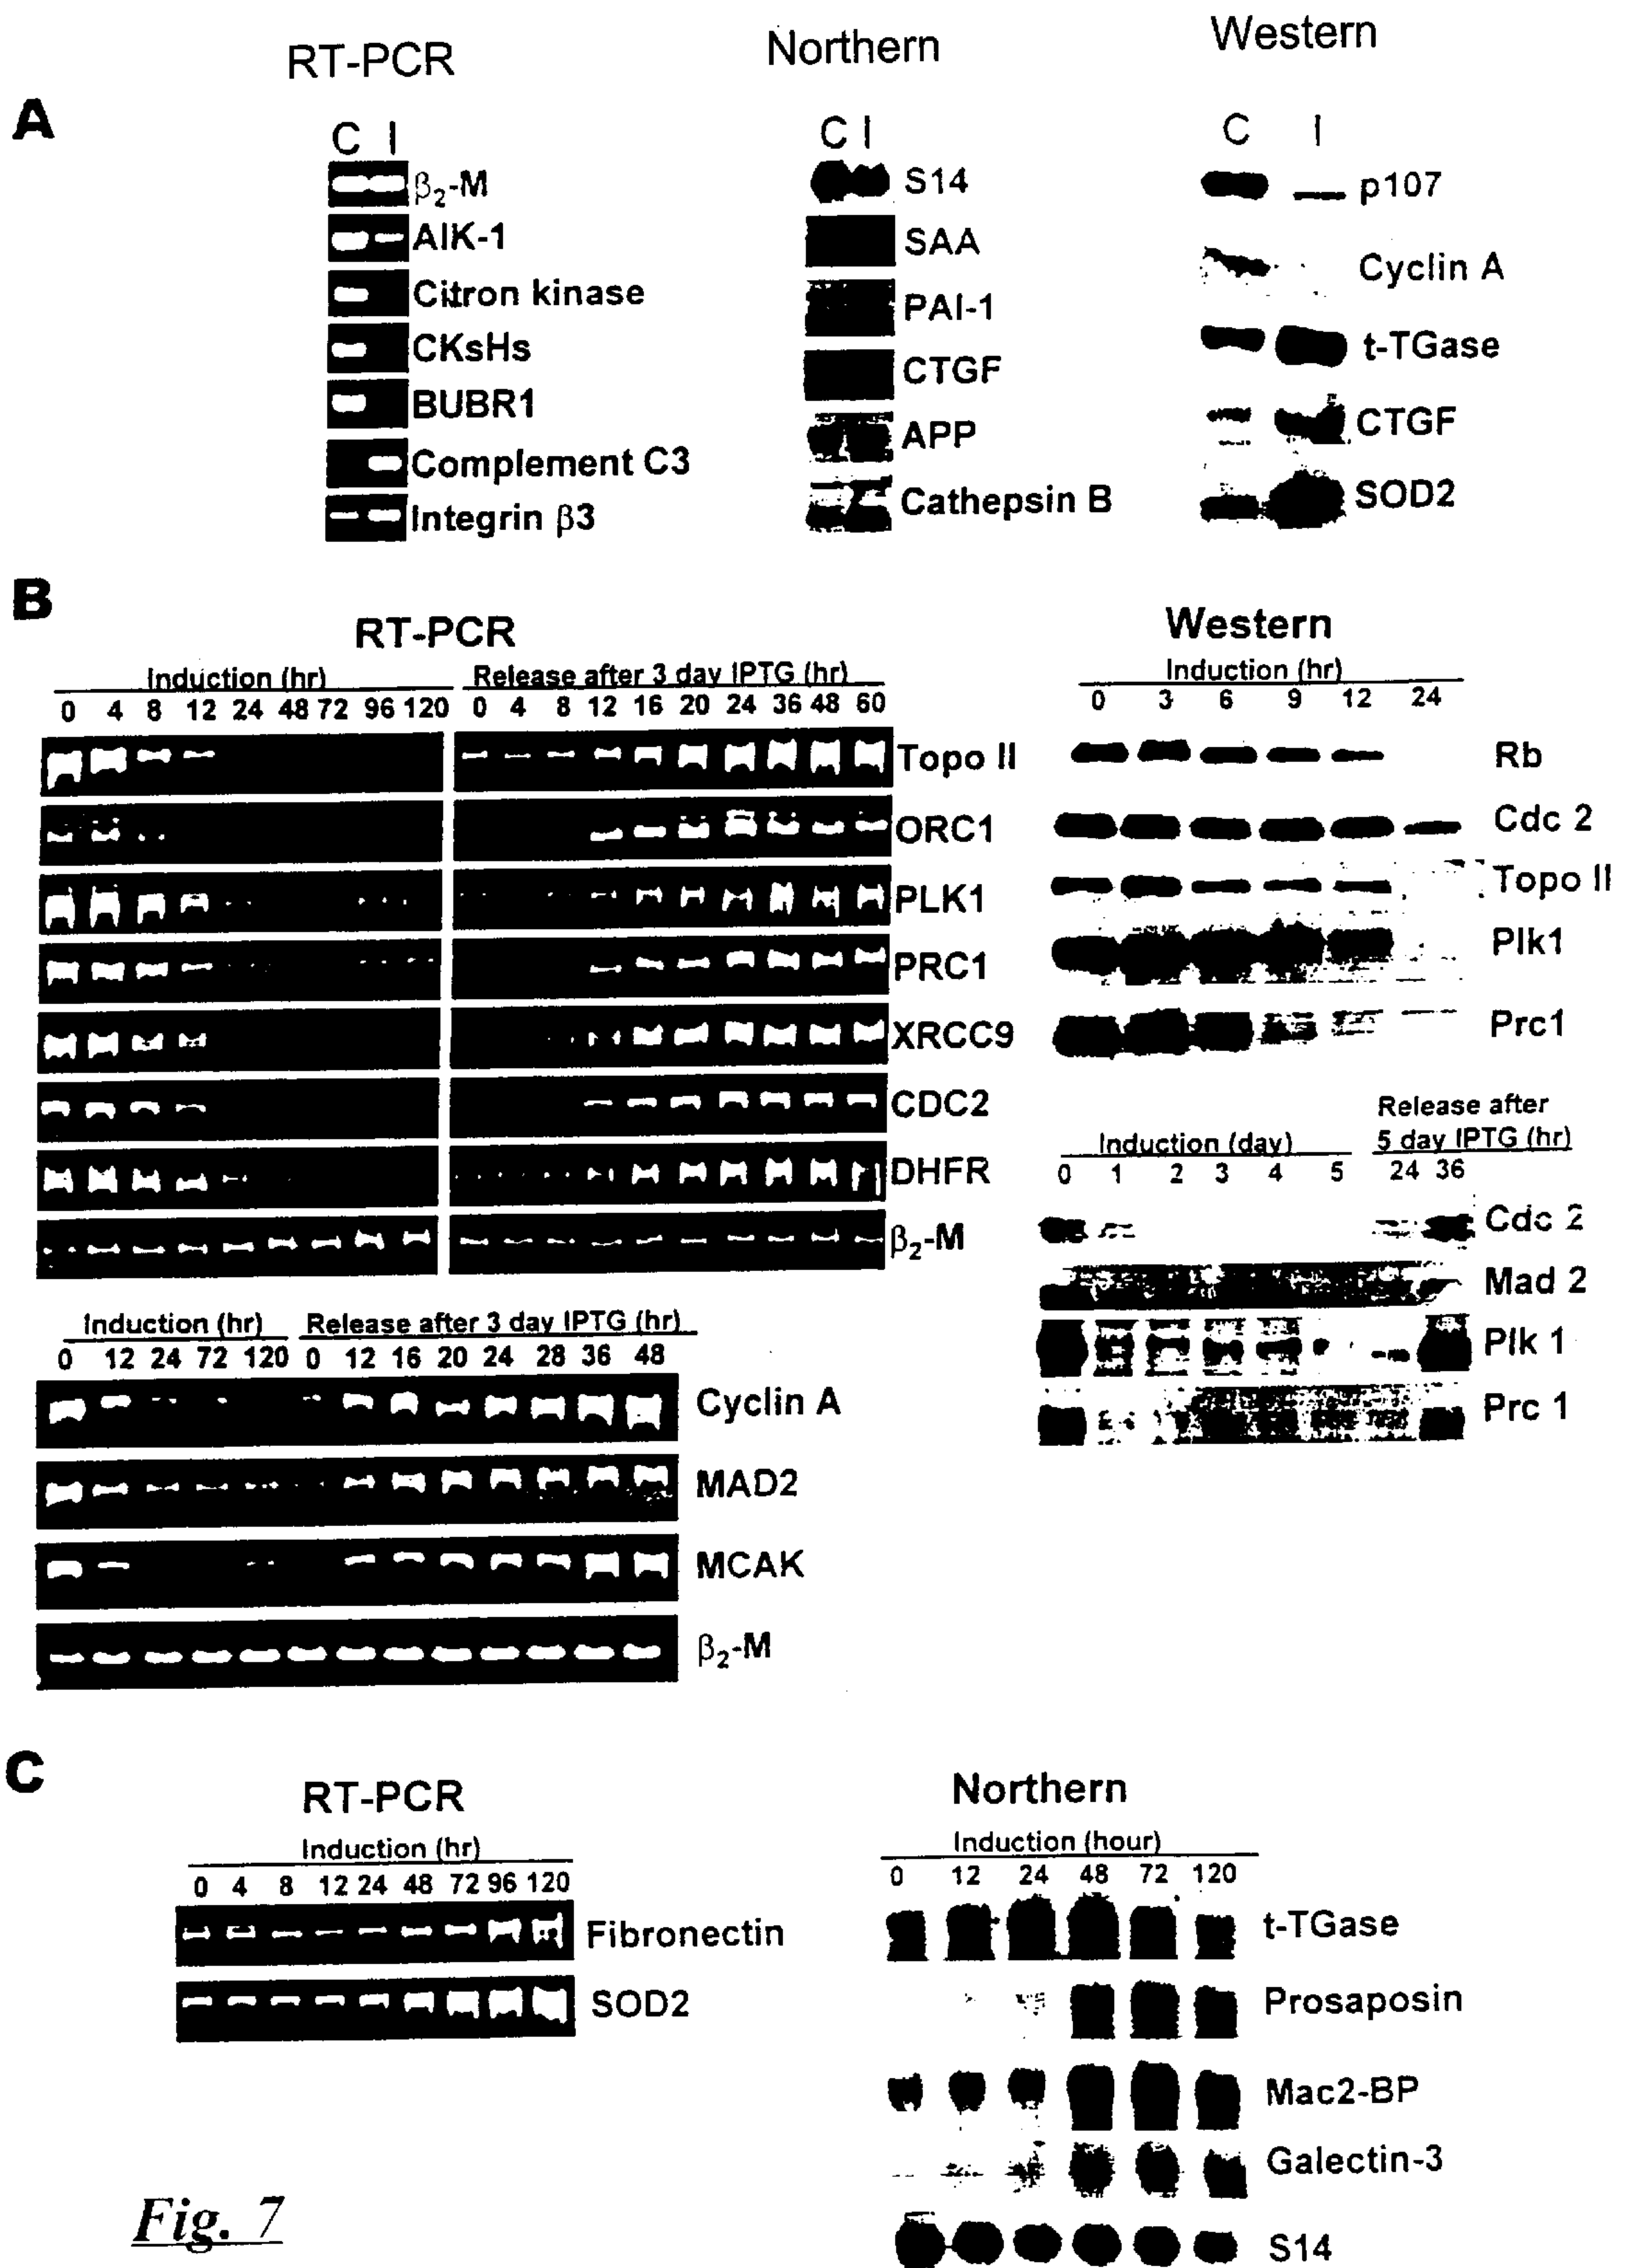 RT-PCR
Northern
Western
A
C I
β₂-M
AIK-1
Citron kinase
CKsHs
BUBR1
Complement C3
Integrin β3
C I
S14
SAA
PAI-1
CTGF
APP
Cathepsin B
C I
p107
Cyclin A
t-TGase
CTGF
SOD2
B
RT-PCR
Induction (hr)
Release after 3 day IPTG (hr)
0 4 8 12 24 48 72 96 120
0 4 8 12 16 20 24 36 48 60
Topo II
ORC1
PLK1
PRC1
XRCC9
CDC2
DHFR
β₂-M
Induction (hr)
Release after 3 day IPTG (hr)
0 12 24 72 120
0 12 16 20 24 28 36 48
Cyclin A
MAD2
MCAK
β₂-M
Western
Induction (hr)
0 3 6 9 12 24
Rb
Cdc 2
Topo II
Plk1
Prc1
Induction (day)
Release after
5 day IPTG (hr)
0 1 2 3 4 5
24 36
Cdc 2
Mad 2
Plk 1
Prc 1
C
RT-PCR
Induction (hr)
0 4 8 12 24 48 72 96 120
Fibronectin
SOD2
Northern
Induction (hour)
0 12 24 48 72 120
t-TGase
Prosaposin
Mac2-BP
Galectin-3
S14
Fig. 7